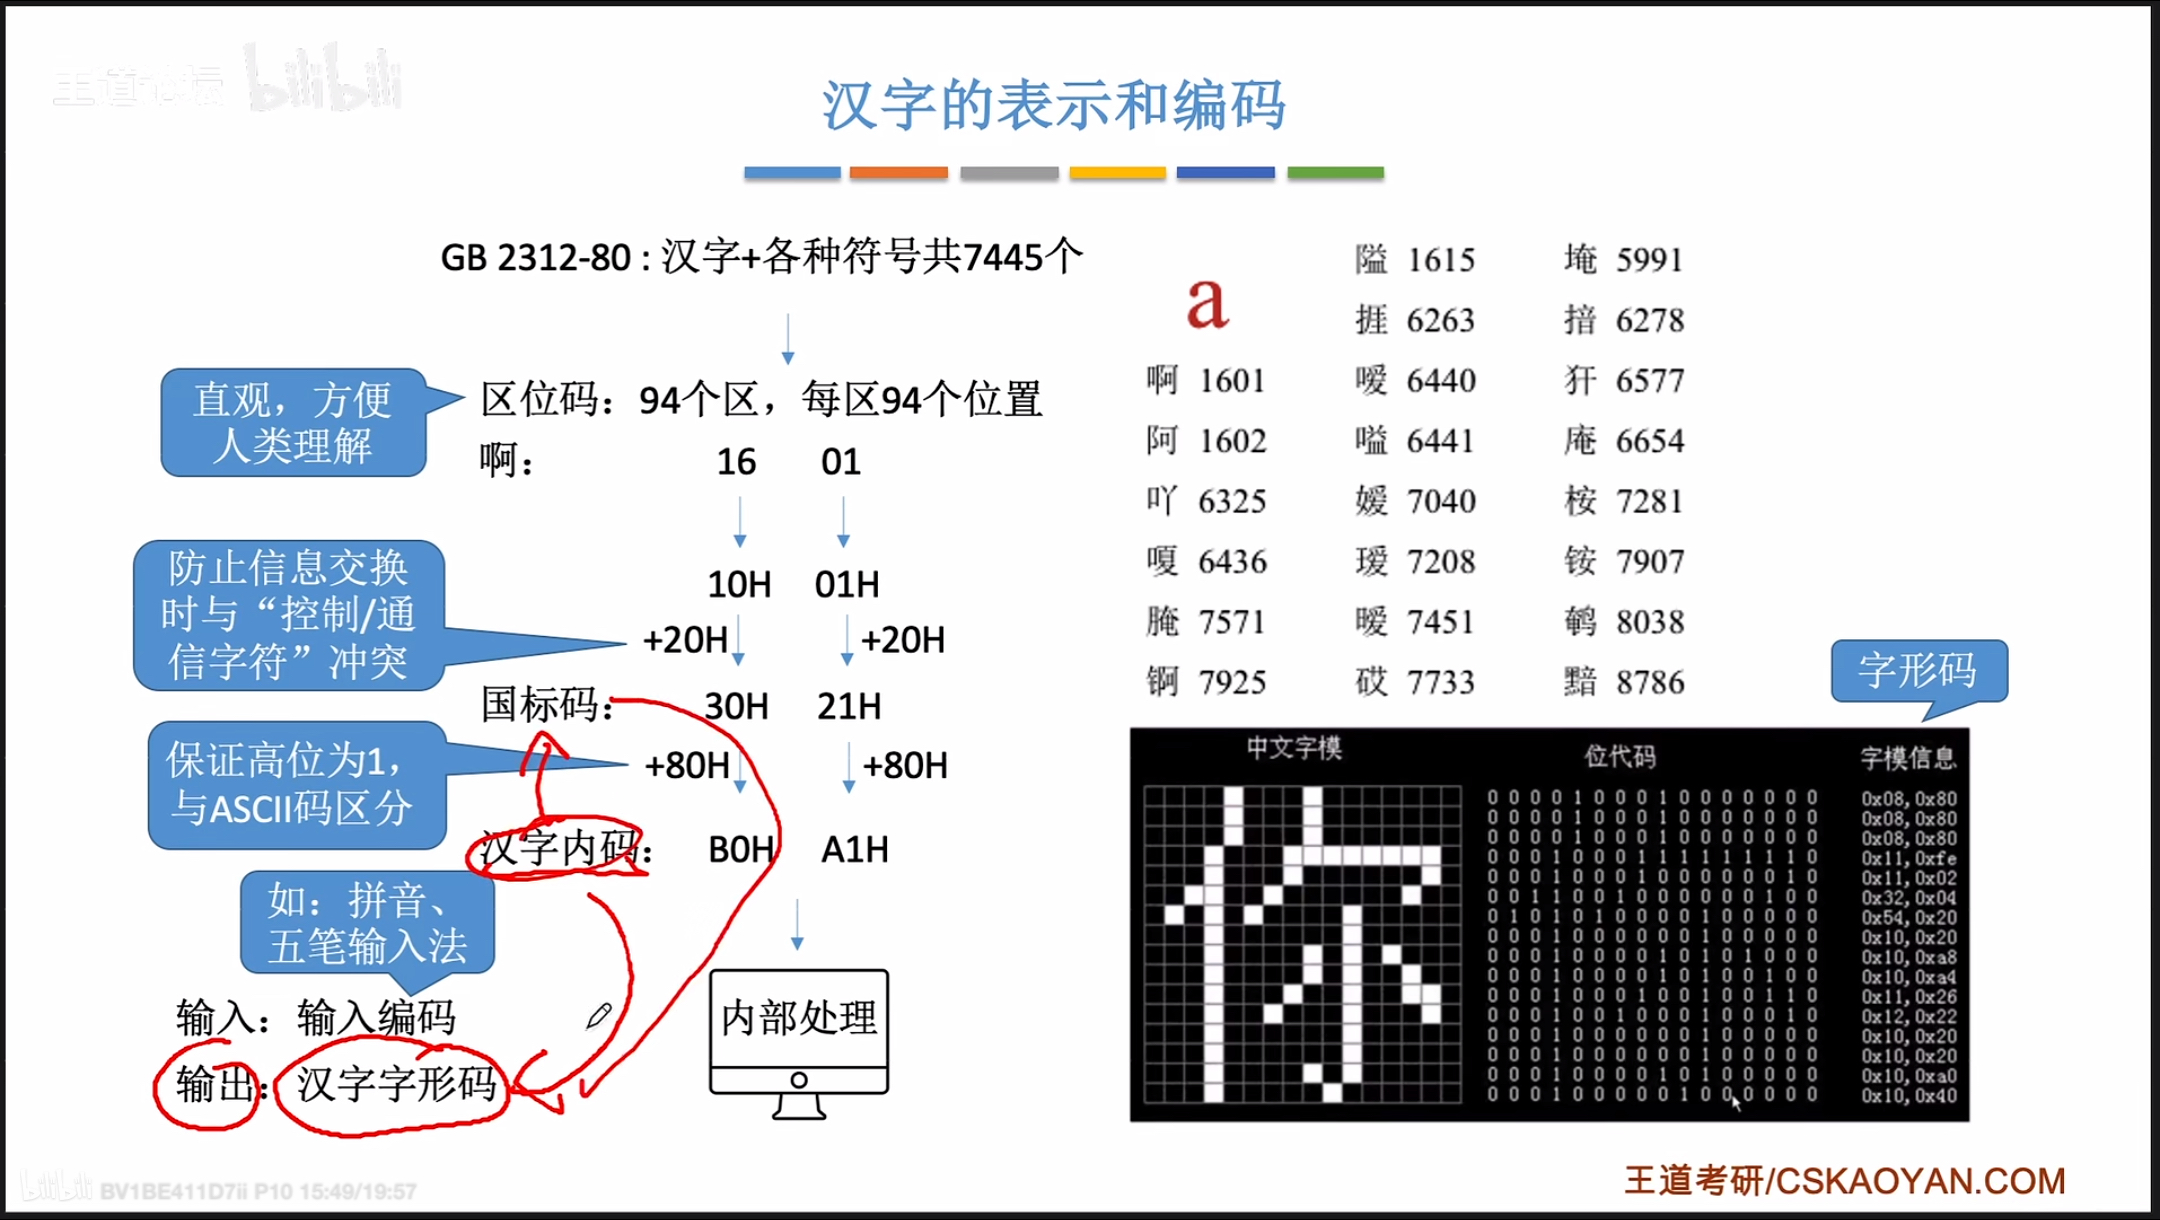 王道论坛 bilibili
汉字的表示和编码
GB 2312-80 : 汉字+各种符号共7445个
直观，方便
人类理解
区位码：94个区，每区94个位置
啊： 16 01
10H 01H
防止信息交换
时与“控制/通
信字符”冲突
+20H +20H
国标码： 30H 21H
保证高位为1，
与ASCII码区分
+80H +80H
汉字内码： B0H A1H
如：拼音、
五笔输入法
输入：输入编码
输出：汉字字形码
内部处理
a
啊 1601
阿 1602
吖 6325
嗄 6436
腌 7571
锕 7925
隘 1615
捱 6263
嗳 6440
嗌 6441
嫒 7040
瑷 7208
暧 7451
砹 7733
埯 5991
揞 6278
犴 6577
庵 6654
桉 7281
铵 7907
鹌 8038
黯 8786
字形码
中文字模 位代码 字模信息
0 0 0 0 1 0 0 0 1 0 0 0 0 0 0 0 0x08,0x80
0 0 0 0 1 0 0 0 1 0 0 0 0 0 0 0 0x08,0x80
0 0 0 0 1 0 0 0 1 0 0 0 0 0 0 0 0x08,0x80
0 0 0 1 0 0 0 1 1 1 1 1 1 1 1 0 0x11,0xfe
0 0 0 1 0 0 0 1 0 0 0 0 0 0 1 0 0x11,0x02
0 0 1 1 0 0 1 0 0 0 0 0 0 1 0 0 0x32,0x04
0 1 0 1 0 1 0 0 0 0 1 0 0 0 0 0 0x54,0x20
0 0 0 1 0 0 0 0 0 0 1 0 0 0 0 0 0x10,0x20
0 0 0 1 0 0 0 0 1 0 1 0 1 0 0 0 0x10,0xa8
0 0 0 1 0 0 0 0 1 0 1 0 0 1 0 0 0x10,0xa4
0 0 0 1 0 0 0 1 0 0 1 0 0 1 1 0 0x11,0x26
0 0 0 1 0 0 1 0 0 0 1 0 0 0 1 0 0x12,0x22
0 0 0 1 0 0 0 0 0 0 1 0 0 0 0 0 0x10,0x20
0 0 0 1 0 0 0 0 0 0 1 0 0 0 0 0 0x10,0x20
0 0 0 1 0 0 0 0 1 0 1 0 0 0 0 0 0x10,0xa0
0 0 0 1 0 0 0 0 0 1 0 0 0 0 0 0 0x10,0x40
王道考研/CSKAOYAN.COM
bilibili BV1BE411D7ii P10 15:49/19:57